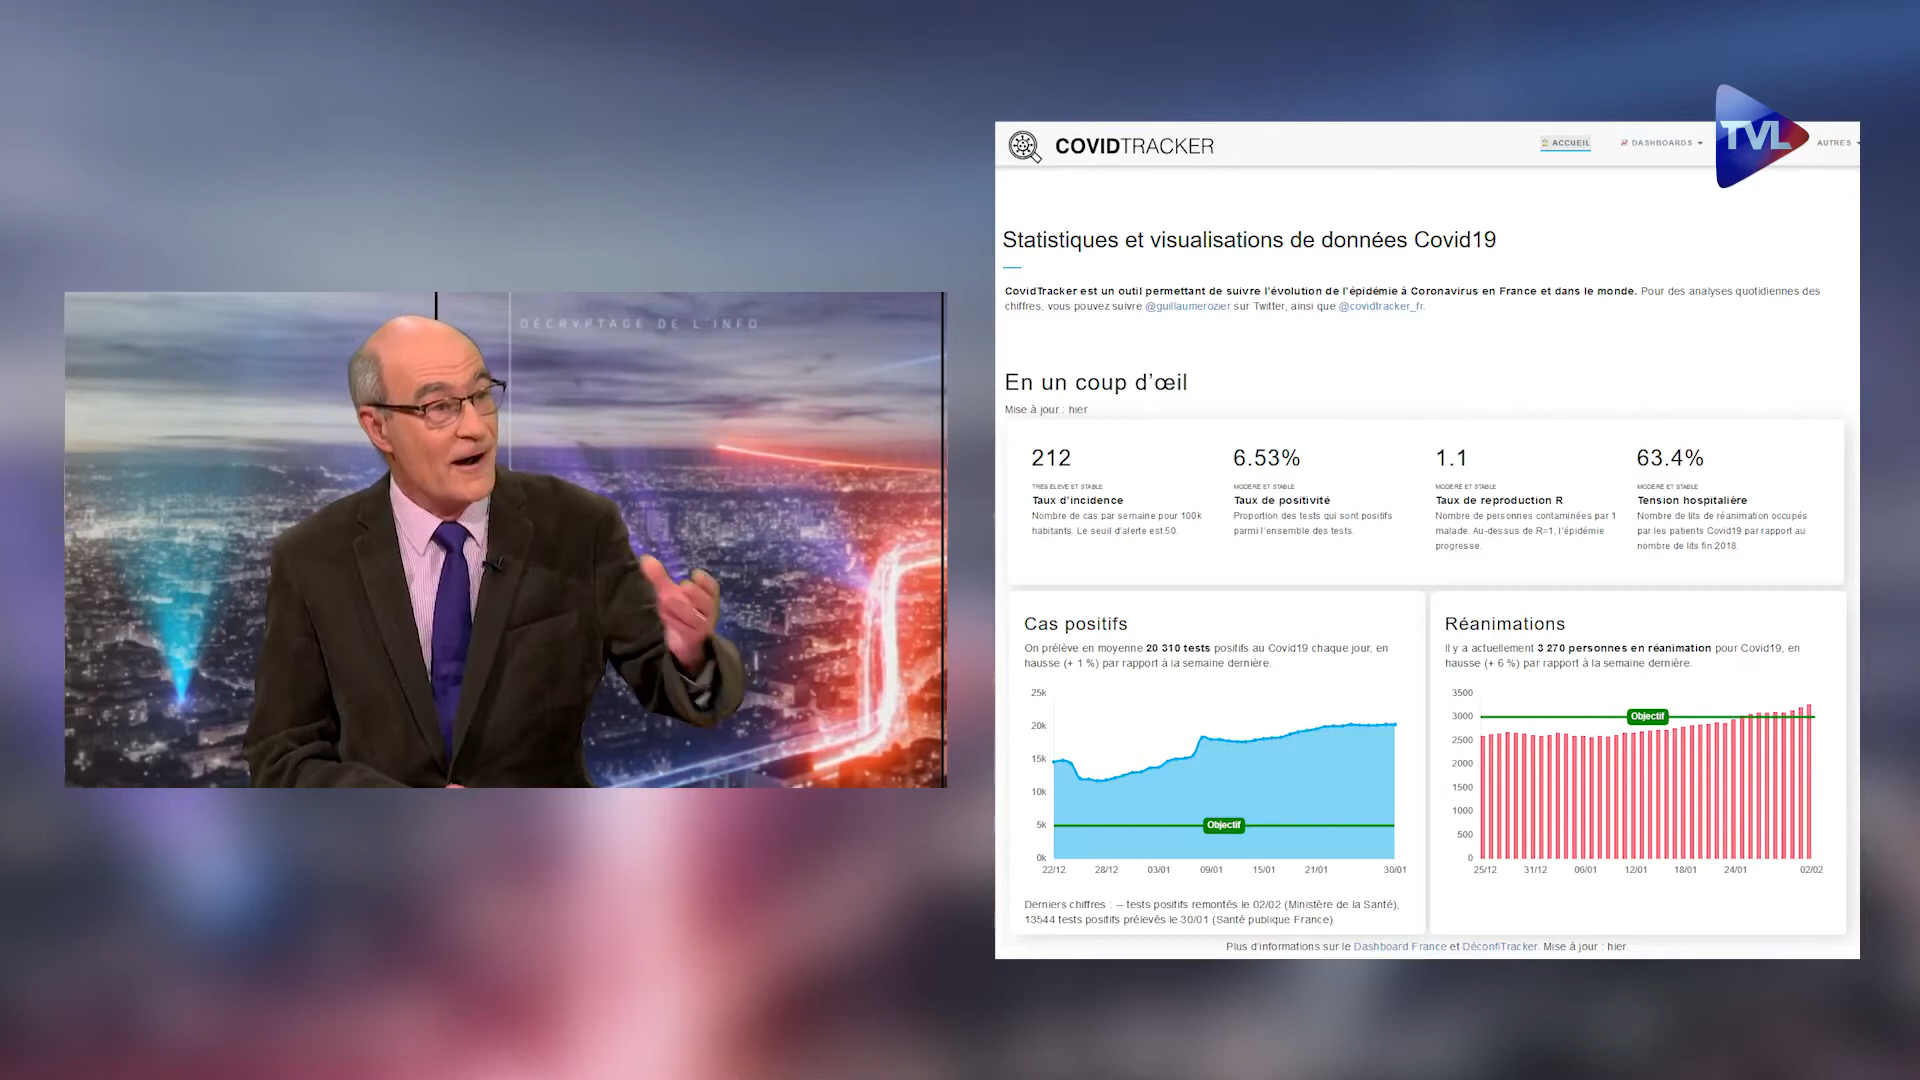 TVL
DÉCRYPTAGE DE L'INFO
COVIDTRACKER
ACCUEIL
DASHBOARDS
AUTRES
Statistiques et visualisations de données Covid19
CovidTracker est un outil permettant de suivre l'évolution de l'épidémie à Coronavirus en France et dans le monde. Pour des analyses quotidiennes des
chiffres, vous pouvez suivre @guillaumerozier sur Twitter, ainsi que @covidtracker_fr.
En un coup d'œil
Mise à jour : hier
212
TRÈS ÉLEVÉ ET STABLE
Taux d'incidence
Nombre de cas par semaine pour 100k
habitants. Le seuil d'alerte est 50.
6.53%
MODÉRÉ ET STABLE
Taux de positivité
Proportion des tests qui sont positifs
parmi l'ensemble des tests.
1.1
MODÉRÉ ET STABLE
Taux de reproduction R
Nombre de personnes contaminées par 1
malade. Au-dessus de R=1, l'épidémie
progresse.
63.4%
MODÉRÉ ET STABLE
Tension hospitalière
Nombre de lits de réanimation occupés
par les patients Covid19 par rapport au
nombre de lits fin 2018.
Cas positifs
On prélève en moyenne 20 310 tests positifs au Covid19 chaque jour, en
hausse (+ 1 %) par rapport à la semaine dernière.
25k
20k
15k
10k
5k
0k
Objectif
22/12 28/12 03/01 09/01 15/01 21/01 30/01
Derniers chiffres : -- tests positifs remontés le 02/02 (Ministère de la Santé),
13544 tests positifs prélevés le 30/01 (Santé publique France).
Réanimations
Il y a actuellement 3 270 personnes en réanimation pour Covid19, en
hausse (+ 6 %) par rapport à la semaine dernière.
3500
3000
2500
2000
1500
1000
500
0
Objectif
25/12 31/12 06/01 12/01 18/01 24/01 02/02
Plus d'informations sur le Dashboard France et DéconfiTracker. Mise à jour : hier.